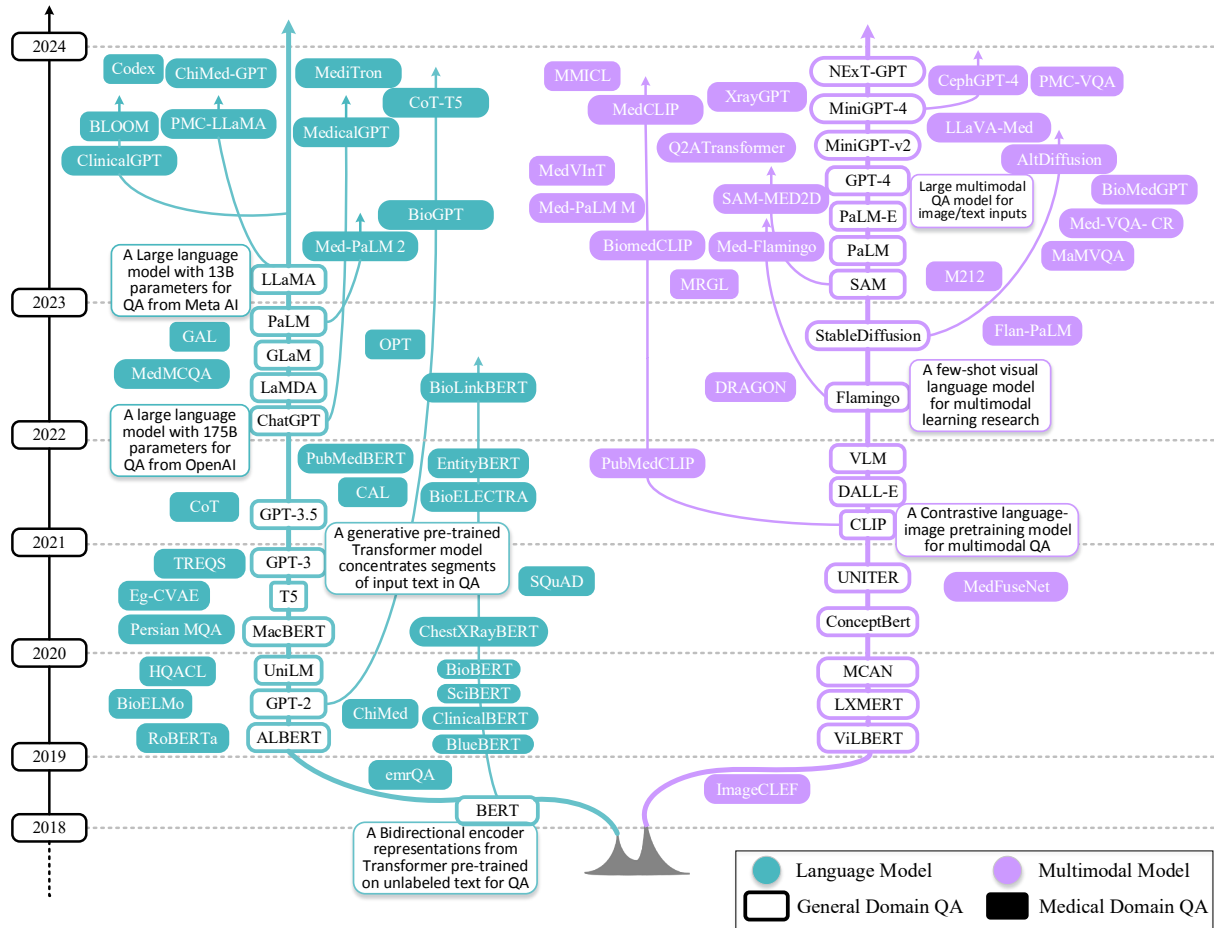 2024
Codex
ChiMed-GPT
BLOOM
PMC-LLaMA
ClinicalGPT
MediTron
CoT-T5
MedicalGPT
BioGPT
Med-PaLM 2
A Large language
model with 13B
parameters for
QA from Meta AI
LLaMA
MMICL
MedCLIP
XrayGPT
Q2ATransformer
MedVInT
Med-PaLM M
SAM-MED2D
BiomedCLIP
Med-Flamingo
MRGL
NExT-GPT
MiniGPT-4
MiniGPT-v2
GPT-4
PaLM-E
PaLM
SAM
CephGPT-4
PMC-VQA
LLaVA-Med
AltDiffusion
Large multimodal
QA model for
image/text inputs
BioMedGPT
Med-VQA- CR
MaMVQA
M212
2023
PaLM
GAL
GLaM
OPT
MedMCQA
LaMDA
BioLinkBERT
A large language
model with 175B
parameters for
QA from OpenAI
ChatGPT
StableDiffusion
Flan-PaLM
DRAGON
Flamingo
A few-shot visual
language model
for multimodal
learning research
2022
PubMedBERT
EntityBERT
CAL
BioELECTRA
CoT
GPT-3.5
PubMedCLIP
VLM
DALL-E
CLIP
A Contrastive language-
image pretraining model
for multimodal QA
2021
A generative pre-trained
Transformer model
concentrates segments
of input text in QA
TREQS
GPT-3
Eg-CVAE
T5
SQuAD
Persian MQA
MacBERT
ChestXRayBERT
UNITER
MedFuseNet
ConceptBert
2020
HQACL
UniLM
BioBERT
SciBERT
BioELMo
GPT-2
ChiMed
ClinicalBERT
RoBERTa
ALBERT
BlueBERT
MCAN
LXMERT
ViLBERT
2019
emrQA
ImageCLEF
BERT
2018
A Bidirectional encoder
representations from
Transformer pre-trained
on unlabeled text for QA
Language Model
Multimodal Model
General Domain QA
Medical Domain QA